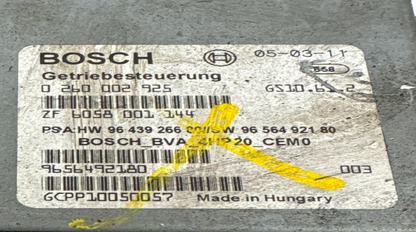 BOSCH 05-03-11
Getriebesteuerung 868
0 260 002 925 GS10.61.2
ZF 6058 001 144
PSA:HW 96 439 266 SW 96 564 921 80
BOSCH_BVA_4HP20_CEM0
9656492180 003
GCPP10050057 Made in Hungary